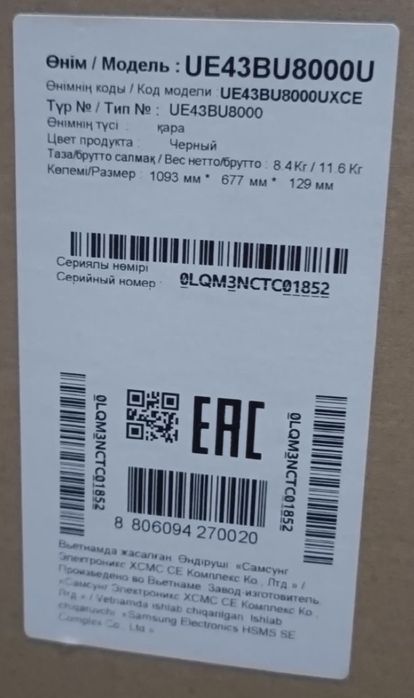 Өнім / Модель : UE43BU8000U
Өнімнің коды / Код модели : UE43BU8000UXCE
Түр № / Тип № : UE43BU8000
Өнімнің түсі : қара
Цвет продукта : Черный
Таза/брутто салмақ / Вес нетто/брутто : 8.4 Кг / 11.6 Кг
Көлемі/Размер : 1093 мм * 677 мм * 129 мм
Сериялы нөмірі
Серийный номер : 0LQM3NCTC01852
0LQM3NCTC01852
EAC
0LQM3NCTC01852
8 806094 270020
Вьетнамда жасалған Өндіруші «Самсунг
Электроникс ХСМС СЕ Комплекс Ко., Лтд.» /
Произведено во Вьетнаме. Завод-изготовитель
«Самсунг Электроникс ХСМС СЕ Комплекс Ко.,
Лтд.» / Vetnamda ishlab chiqarilgan. Ishlab
chiqaruvchi «Samsung Electronics HSMS SE
Complex Co., Ltd.»